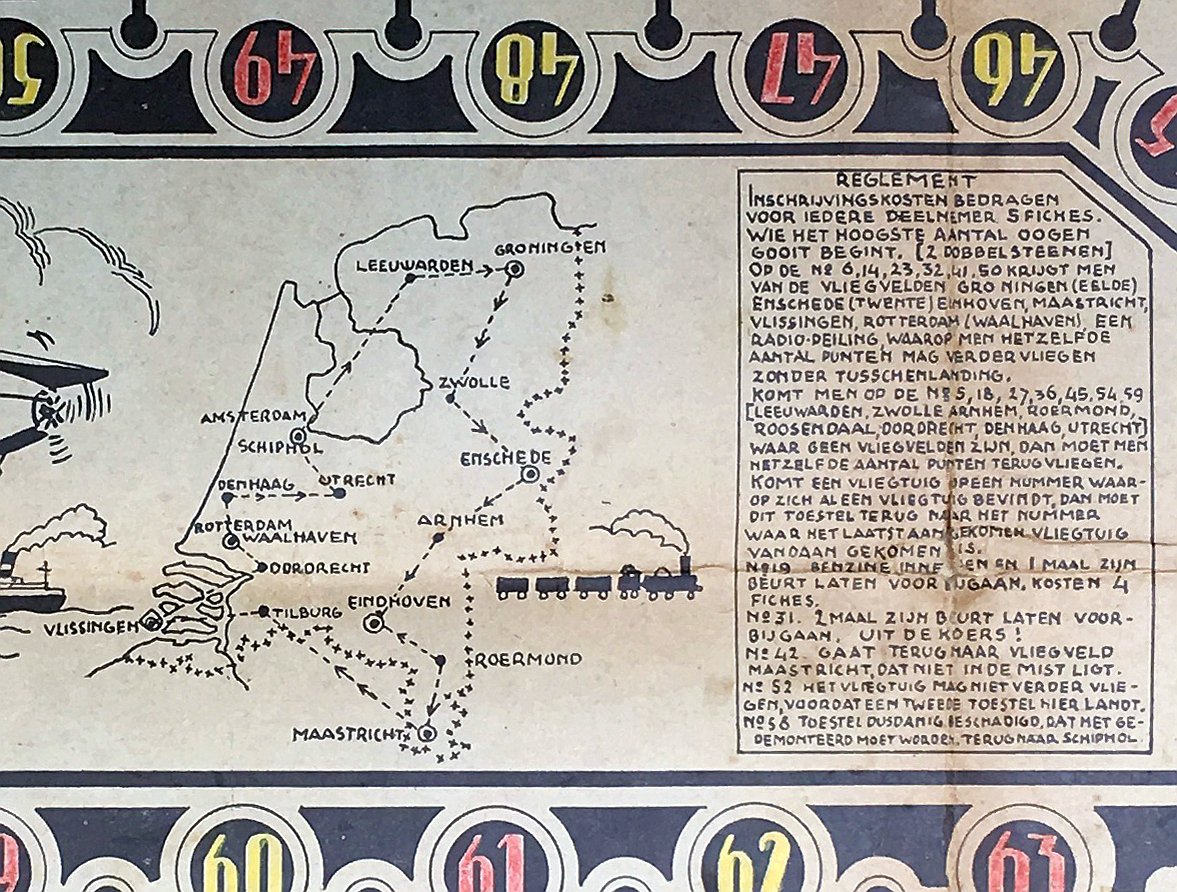 50
49
48
47
46
REGLEMENT
INSCHRIJVINGSKOSTEN BEDRAGEN
VOOR IEDERE DEELNEMER 5 FICHES.
WIE HET HOOGSTE AANTAL OOGEN
GOOIT BEGINT. [2 DOBBELSTEENEN]
OP DE No 6, 14, 23, 32, 41, 50 KRIJGT MEN
VAN DE VLIEGVELDEN GRONINGEN (EELDE)
ENSCHEDE (TWENTE) EINHOVEN, MAASTRICHT,
VLISSINGEN, ROTTERDAM (WAALHAVEN), EEN
RADIO-PEILING, WAAROP MEN HETZELFDE
AANTAL PUNTEN MAG VERDER VLIEGEN
ZONDER TUSSCHENLANDING.
KOMT MEN OP DE Nos 5, 18, 27, 36, 45, 54, 59
[LEEUWARDEN, ZWOLLE ARNHEM, ROERMOND,
ROOSENDAAL, DORDRECHT, DEN HAAG, UTRECHT]
WAAR GEEN VLIEGVELDEN ZIJN, DAN MOET MEN
HETZELFDE AANTAL PUNTEN TERUG VLIEGEN.
KOMT EEN VLIEGTUIG OP EEN NUMMER WAAR-
OP ZICH AL EEN VLIEGTUIG BEVINDT, DAN MOET
DIT TOESTEL TERUG NAAR HET NUMMER
WAAR HET LAATST AANGEKOMEN VLIEGTUIG
VANDAAN GEKOMEN IS.
No 19 BENZINE EN 1 MAAL ZIJN
BEURT LATEN VOORBIJGAAN. KOSTEN 4
FICHES.
No 31. 2 MAAL ZIJN BEURT LATEN VOOR-
BIJGAAN. UIT DE KOERS!
No 42. GAAT TERUG NAAR VLIEGVELD
MAASTRICHT, DAT NIET IN DE MIST LIGT.
No 52 HET VLIEGTUIG MAG NIET VERDER VLIE-
GEN, VOORDAT EEN TWEEDE TOESTEL HIER LANDT.
No 58 TOESTEL DUSDANIG BESCHADIGD, DAT HET GE-
DEMONTEERD MOET WORDEN. TERUG NAAR SCHIPHOL.
GRONINGEN
LEEUWARDEN
ZWOLLE
AMSTERDAM
SCHIPHOL
ENSCHEDE
DEN HAAG
UTRECHT
ROTTERDAM
WAALHAVEN
ARNHEM
DORDRECHT
EINDHOVEN
TILBURG
VLISSINGEN
ROERMOND
MAASTRICHT
60
61
62
63